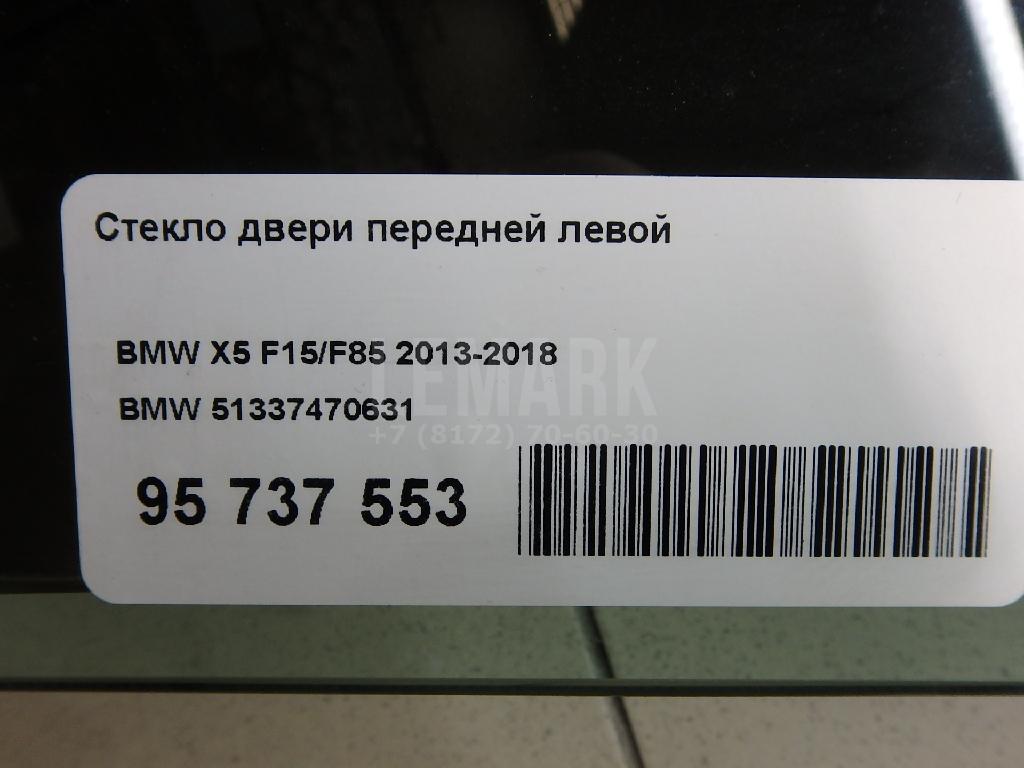 Стекло двери передней левой
BMW X5 F15/F85 2013-2018
LEMARK
BMW 51337470631
+7 (8172) 70-60-30
95 737 553